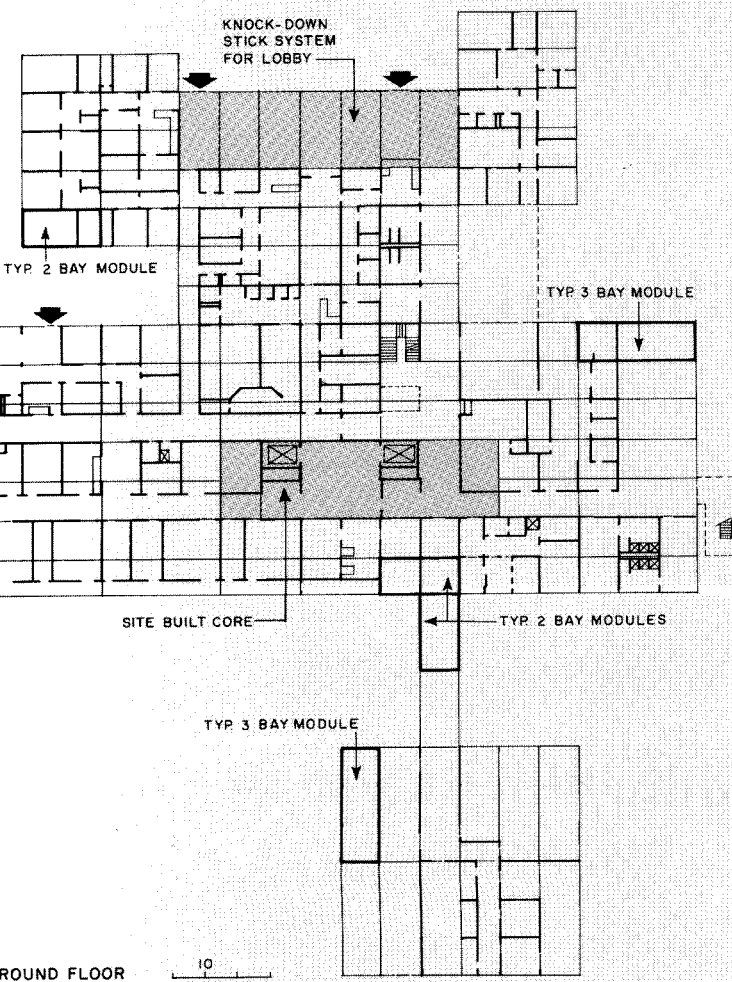 KNOCK-DOWN
STICK SYSTEM
FOR LOBBY
TYP. 2 BAY MODULE
TYP. 3 BAY MODULE
SITE BUILT CORE
TYP. 2 BAY MODULES
TYP. 3 BAY MODULE
ROUND FLOOR
10